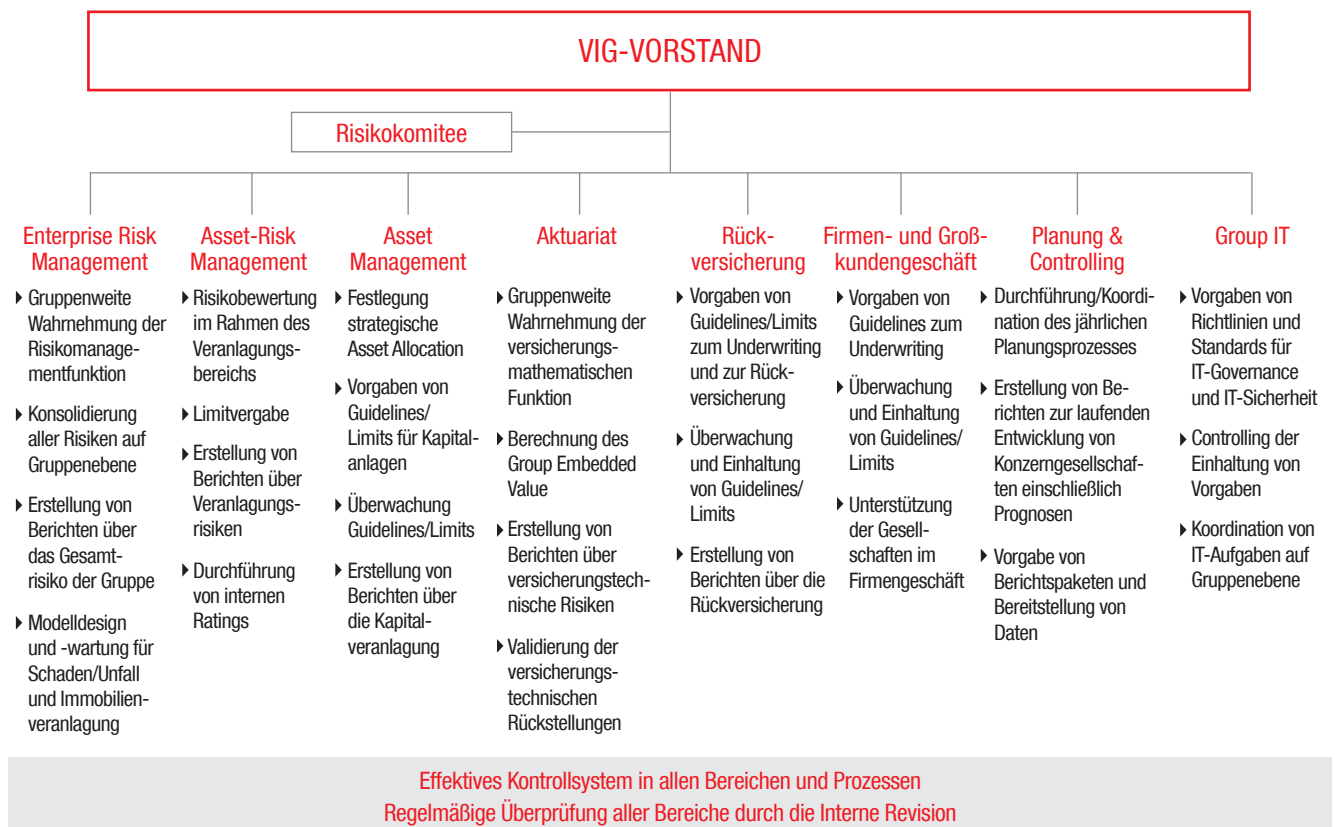 VIG-VORSTAND
Risikokomitee
Enterprise Risk
Management
▸ Gruppenweite
Wahrnehmung der
Risikomanage-
mentfunktion
▸ Konsolidierung
aller Risiken auf
Gruppenebene
▸ Erstellung von
Berichten über
das Gesamt-
risiko der Gruppe
▸ Modelldesign
und -wartung für
Schaden/Unfall
und Immobilien-
veranlagung
Asset-Risk
Management
▸ Risikobewertung
im Rahmen des
Veranlagungs-
bereichs
▸ Limitvergabe
▸ Erstellung von
Berichten über
Veranlagungs-
risiken
▸ Durchführung
von internen
Ratings
Asset
Management
▸ Festlegung
strategische
Asset Allocation
▸ Vorgaben von
Guidelines/
Limits für Kapital-
anlagen
▸ Überwachung
Guidelines/Limits
▸ Erstellung von
Berichten über
die Kapital-
veranlagung
Aktuariat
▸ Gruppenweite
Wahrnehmung der
versicherungs-
mathematischen
Funktion
▸ Berechnung des
Group Embedded
Value
▸ Erstellung von
Berichten über
versicherungstech-
nische Risiken
▸ Validierung der
versicherungs-
technischen
Rückstellungen
Rück-
versicherung
▸ Vorgaben von
Guidelines/Limits
zum Underwriting
und zur Rück-
versicherung
▸ Überwachung
und Einhaltung
von Guidelines/
Limits
▸ Erstellung von
Berichten über die
Rückversicherung
Firmen- und Groß-
kundengeschäft
▸ Vorgaben von
Guidelines zum
Underwriting
▸ Überwachung
und Einhaltung
von Guidelines/
Limits
▸ Unterstützung
der Gesell-
schaften im
Firmengeschäft
Planung &
Controlling
▸ Durchführung/Koordi-
nation des jährlichen
Planungsprozesses
▸ Erstellung von Be-
richten zur laufenden
Entwicklung von
Konzerngesellschaf-
ten einschließlich
Prognosen
▸ Vorgabe von
Berichtspaketen und
Bereitstellung von
Daten
Group IT
▸ Vorgaben von
Richtlinien und
Standards für
IT-Governance
und IT-Sicherheit
▸ Controlling der
Einhaltung von
Vorgaben
▸ Koordination von
IT-Aufgaben auf
Gruppenebene
Effektives Kontrollsystem in allen Bereichen und Prozessen
Regelmäßige Überprüfung aller Bereiche durch die Interne Revision